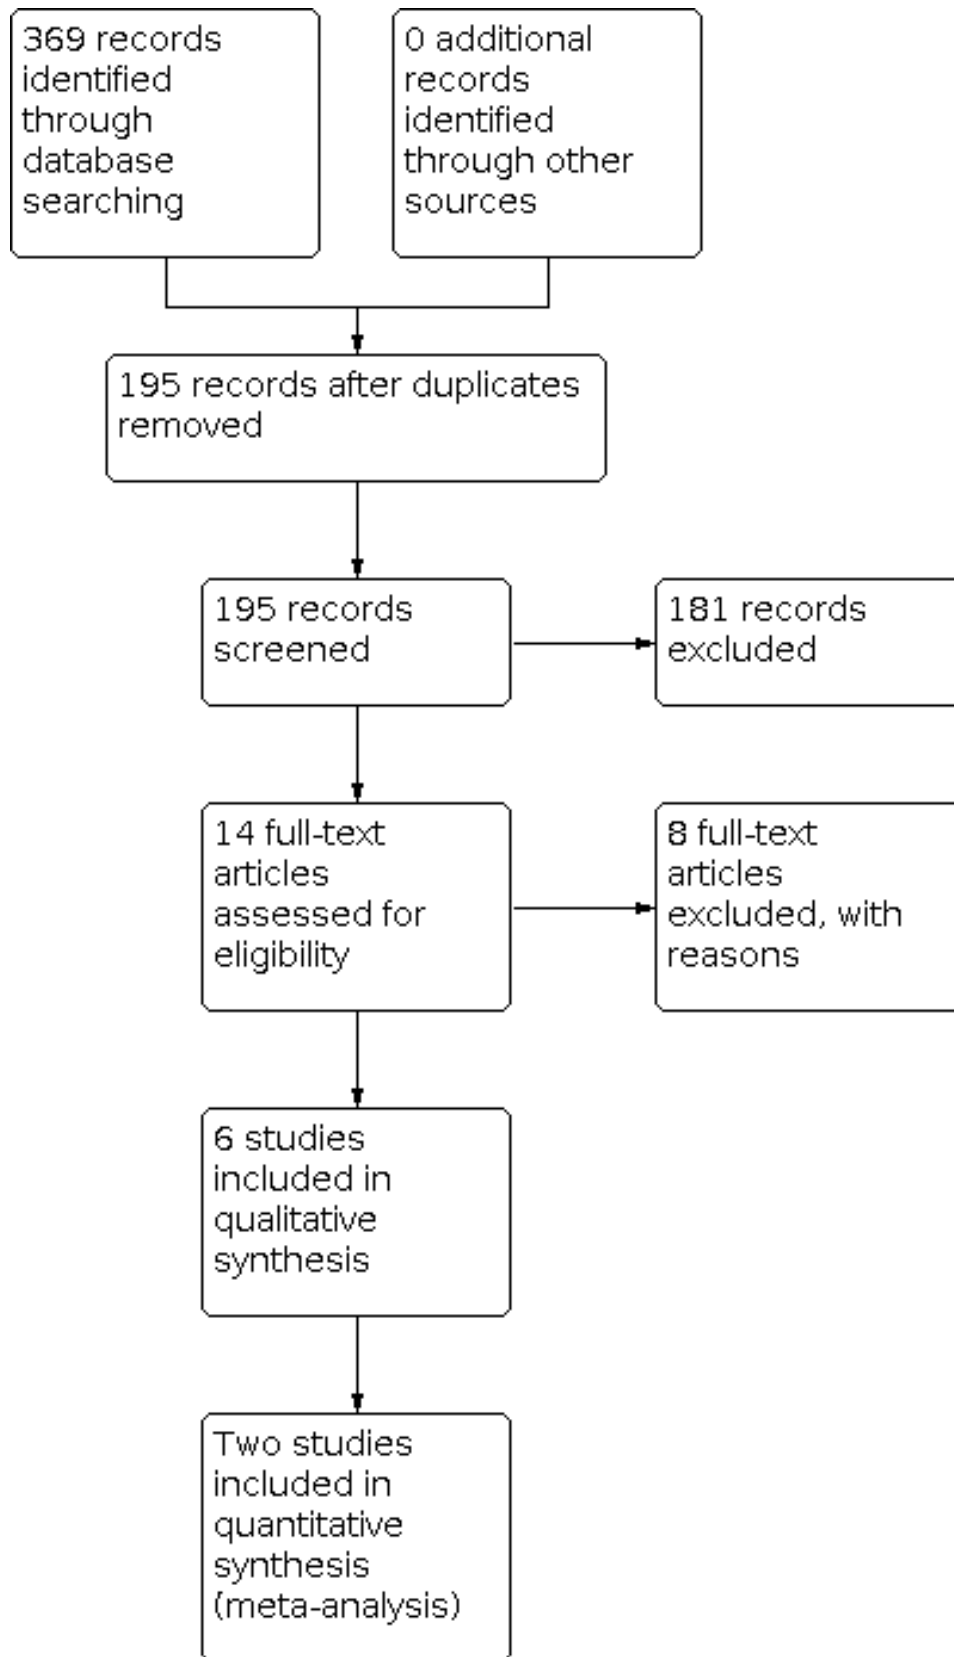 369 records
identified
through
database
searching
0 additional
records
identified
through other
sources
195 records after duplicates
removed
195 records
screened
181 records
excluded
14 full-text
articles
assessed for
eligibility
8 full-text
articles
excluded, with
reasons
6 studies
included in
qualitative
synthesis
Two studies
included in
quantitative
synthesis
(meta-analysis)